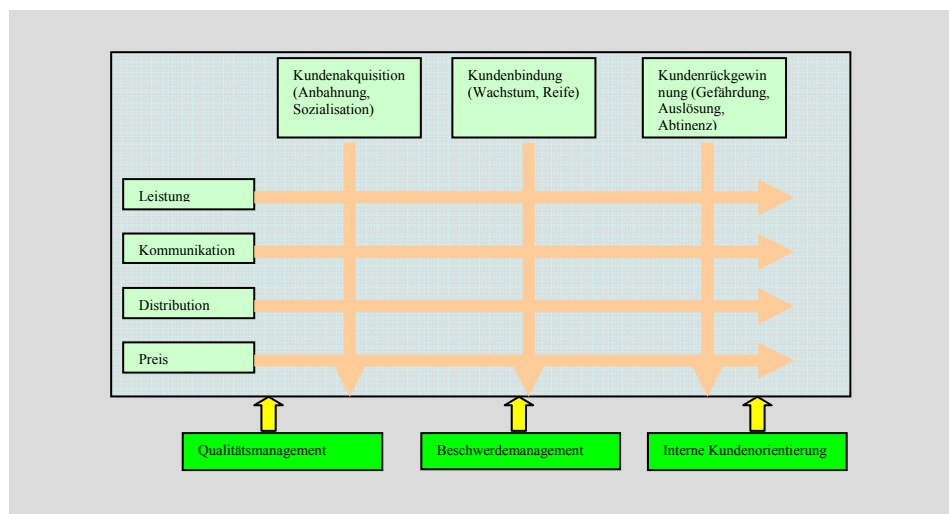 Kundenakquisition
(Anbahnung,
Sozialisation)
Kundenbindung
(Wachstum, Reife)
Kundenrückgewin
nung (Gefährdung,
Auslösung,
Abtinenz)
Leistung
Kommunikation
Distribution
Preis
Qualitätsmanagement
Beschwerdemanagement
Interne Kundenorientierung